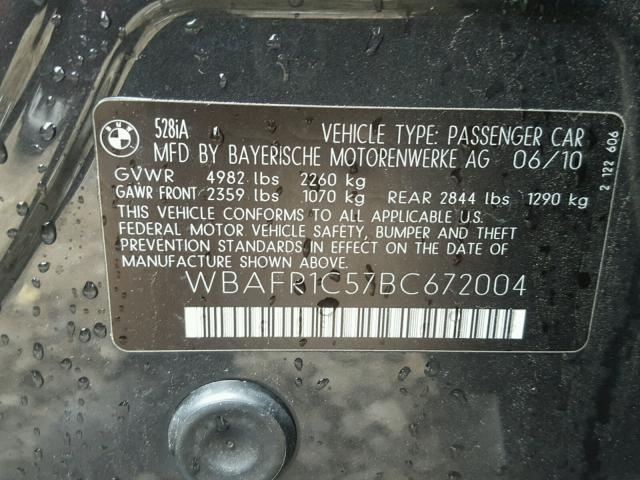 BMW
528iA
VEHICLE TYPE: PASSENGER CAR
MFD BY BAYERISCHE MOTORENWERKE AG 06/10
GVWR 4982 lbs 2260 kg
GAWR FRONT 2359 lbs 1070 kg REAR 2844 lbs 1290 kg
THIS VEHICLE CONFORMS TO ALL APPLICABLE U.S.
FEDERAL MOTOR VEHICLE SAFETY, BUMPER AND THEFT
PREVENTION STANDARDS IN EFFECT ON THE DATE OF
MANUFACTURE SHOWN ABOVE.
WBAFR1C57BC672004
2 122 606